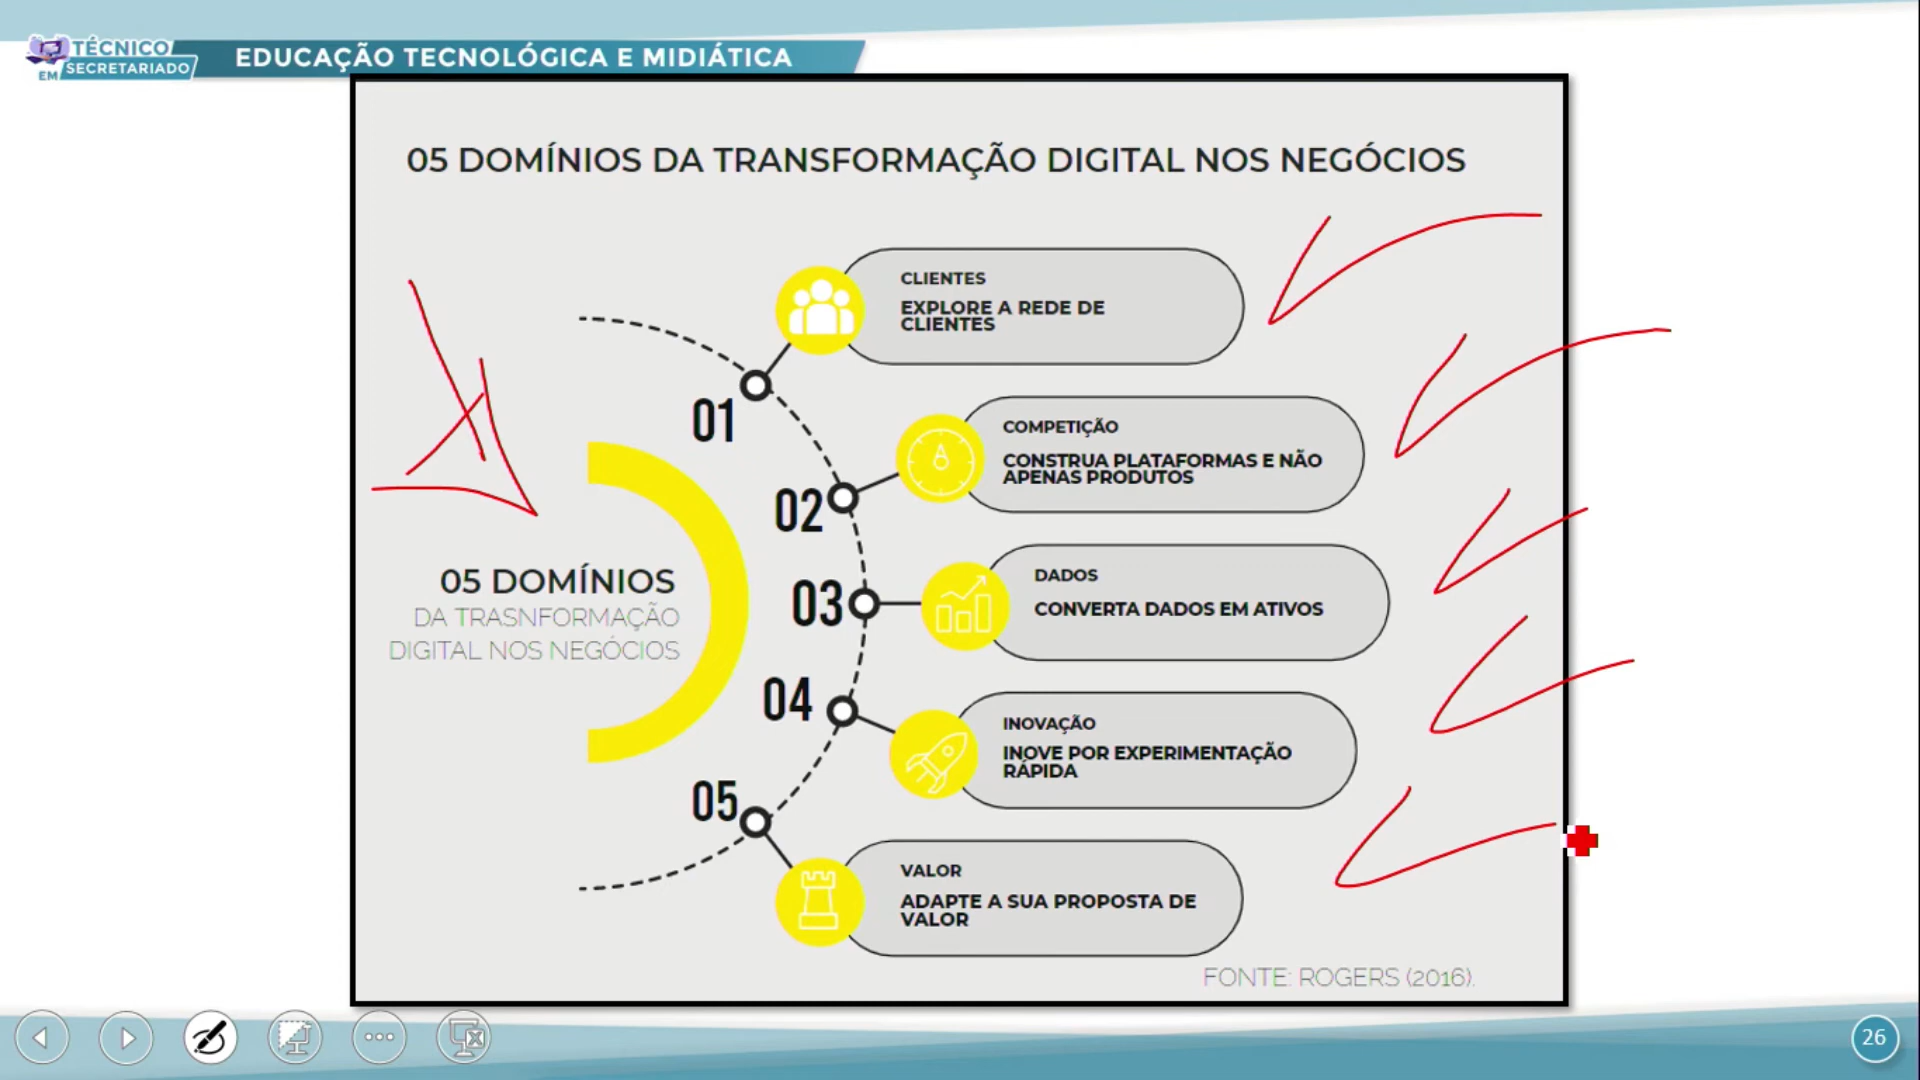 TÉCNICO
EM SECRETARIADO
EDUCAÇÃO TECNOLÓGICA E MIDIÁTICA
05 DOMÍNIOS DA TRANSFORMAÇÃO DIGITAL NOS NEGÓCIOS
CLIENTES
EXPLORE A REDE DE
CLIENTES
01
COMPETIÇÃO
CONSTRUA PLATAFORMAS E NÃO
APENAS PRODUTOS
02
DADOS
CONVERTA DADOS EM ATIVOS
03
05 DOMÍNIOS
DA TRASNFORMAÇÃO
DIGITAL NOS NEGÓCIOS
04
INOVAÇÃO
INOVE POR EXPERIMENTAÇÃO
RÁPIDA
05
VALOR
ADAPTE A SUA PROPOSTA DE
VALOR
FONTE: ROGERS (2016).
26